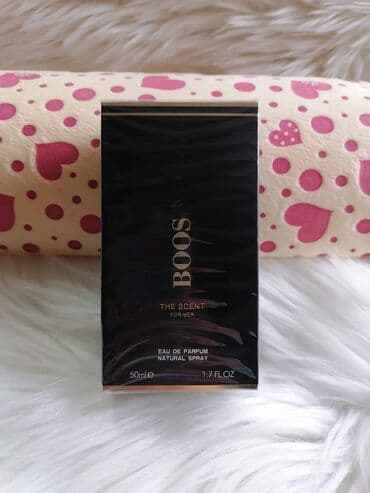 BOOS
THE SCENT
FOR HER
EAU DE PARFUM
NATURAL SPRAY
50ml℮ 1.7 FL.OZ